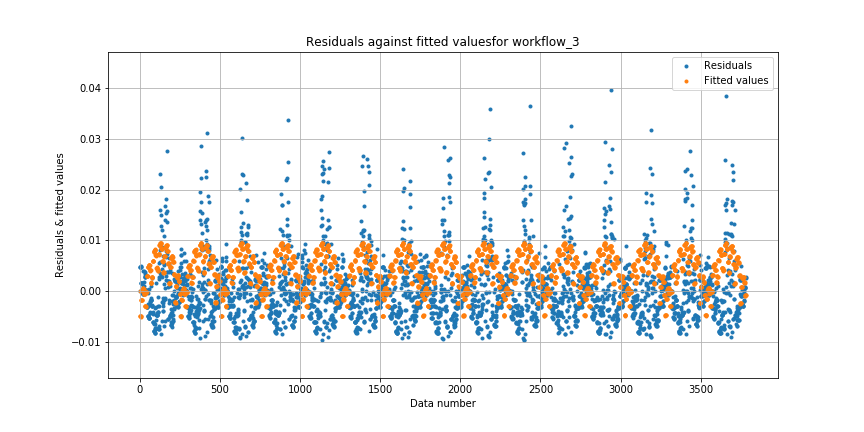 Residuals against fitted valuesfor workflow_3
Residuals
Fitted values
Residuals & fitted values
0.04
0.03
0.02
0.01
0.00
−0.01
0
500
1000
1500
2000
2500
3000
3500
Data number